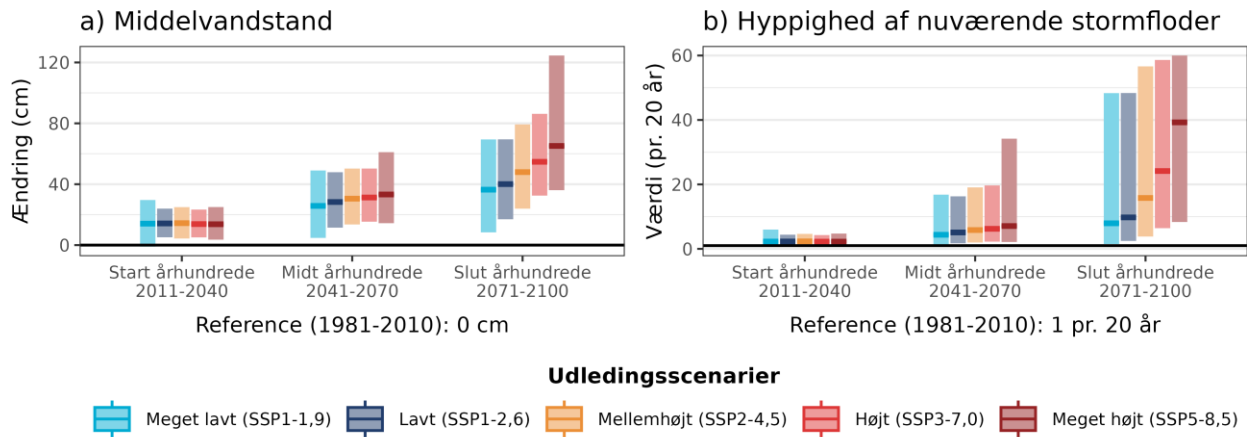 a) Middelvandstand
Ændring (cm)
120
80
40
0
Start århundrede
2011-2040
Midt århundrede
2041-2070
Slut århundrede
2071-2100
Reference (1981-2010): 0 cm
b) Hyppighed af nuværende stormfloder
Værdi (pr. 20 år)
60
40
20
0
Start århundrede
2011-2040
Midt århundrede
2041-2070
Slut århundrede
2071-2100
Reference (1981-2010): 1 pr. 20 år
Udledingsscenarier
Meget lavt (SSP1-1,9)
Lavt (SSP1-2,6)
Mellemhøjt (SSP2-4,5)
Højt (SSP3-7,0)
Meget højt (SSP5-8,5)